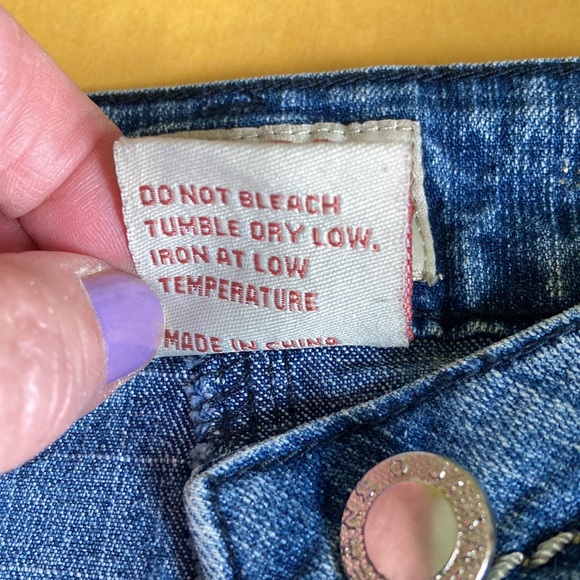 DO NOT BLEACH
TUMBLE DRY LOW.
IRON AT LOW
TEMPERATURE
MADE IN CHINA